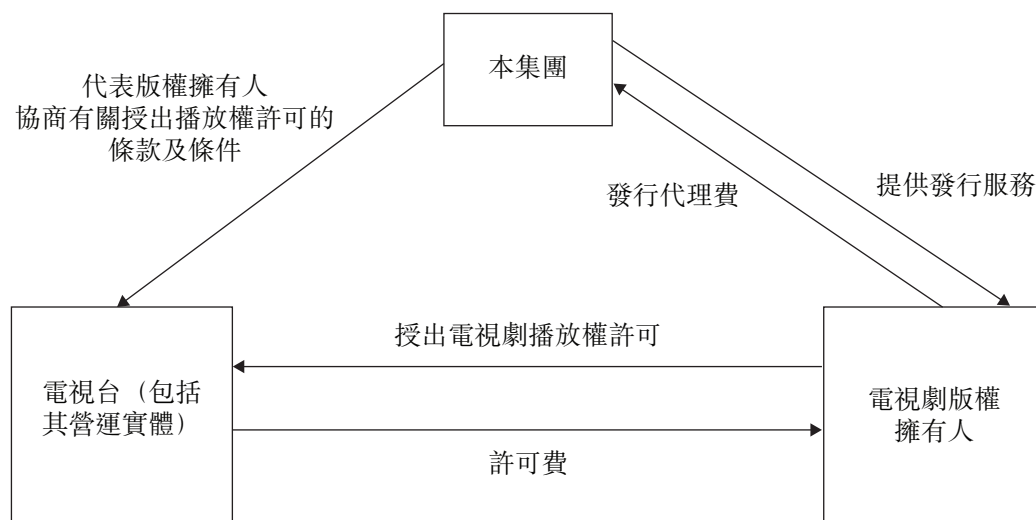 本集團
代表版權擁有人
協商有關授出播放權許可的
條款及條件
發行代理費
提供發行服務
授出電視劇播放權許可
電視台（包括
其營運實體）
電視劇版權
擁有人
許可費